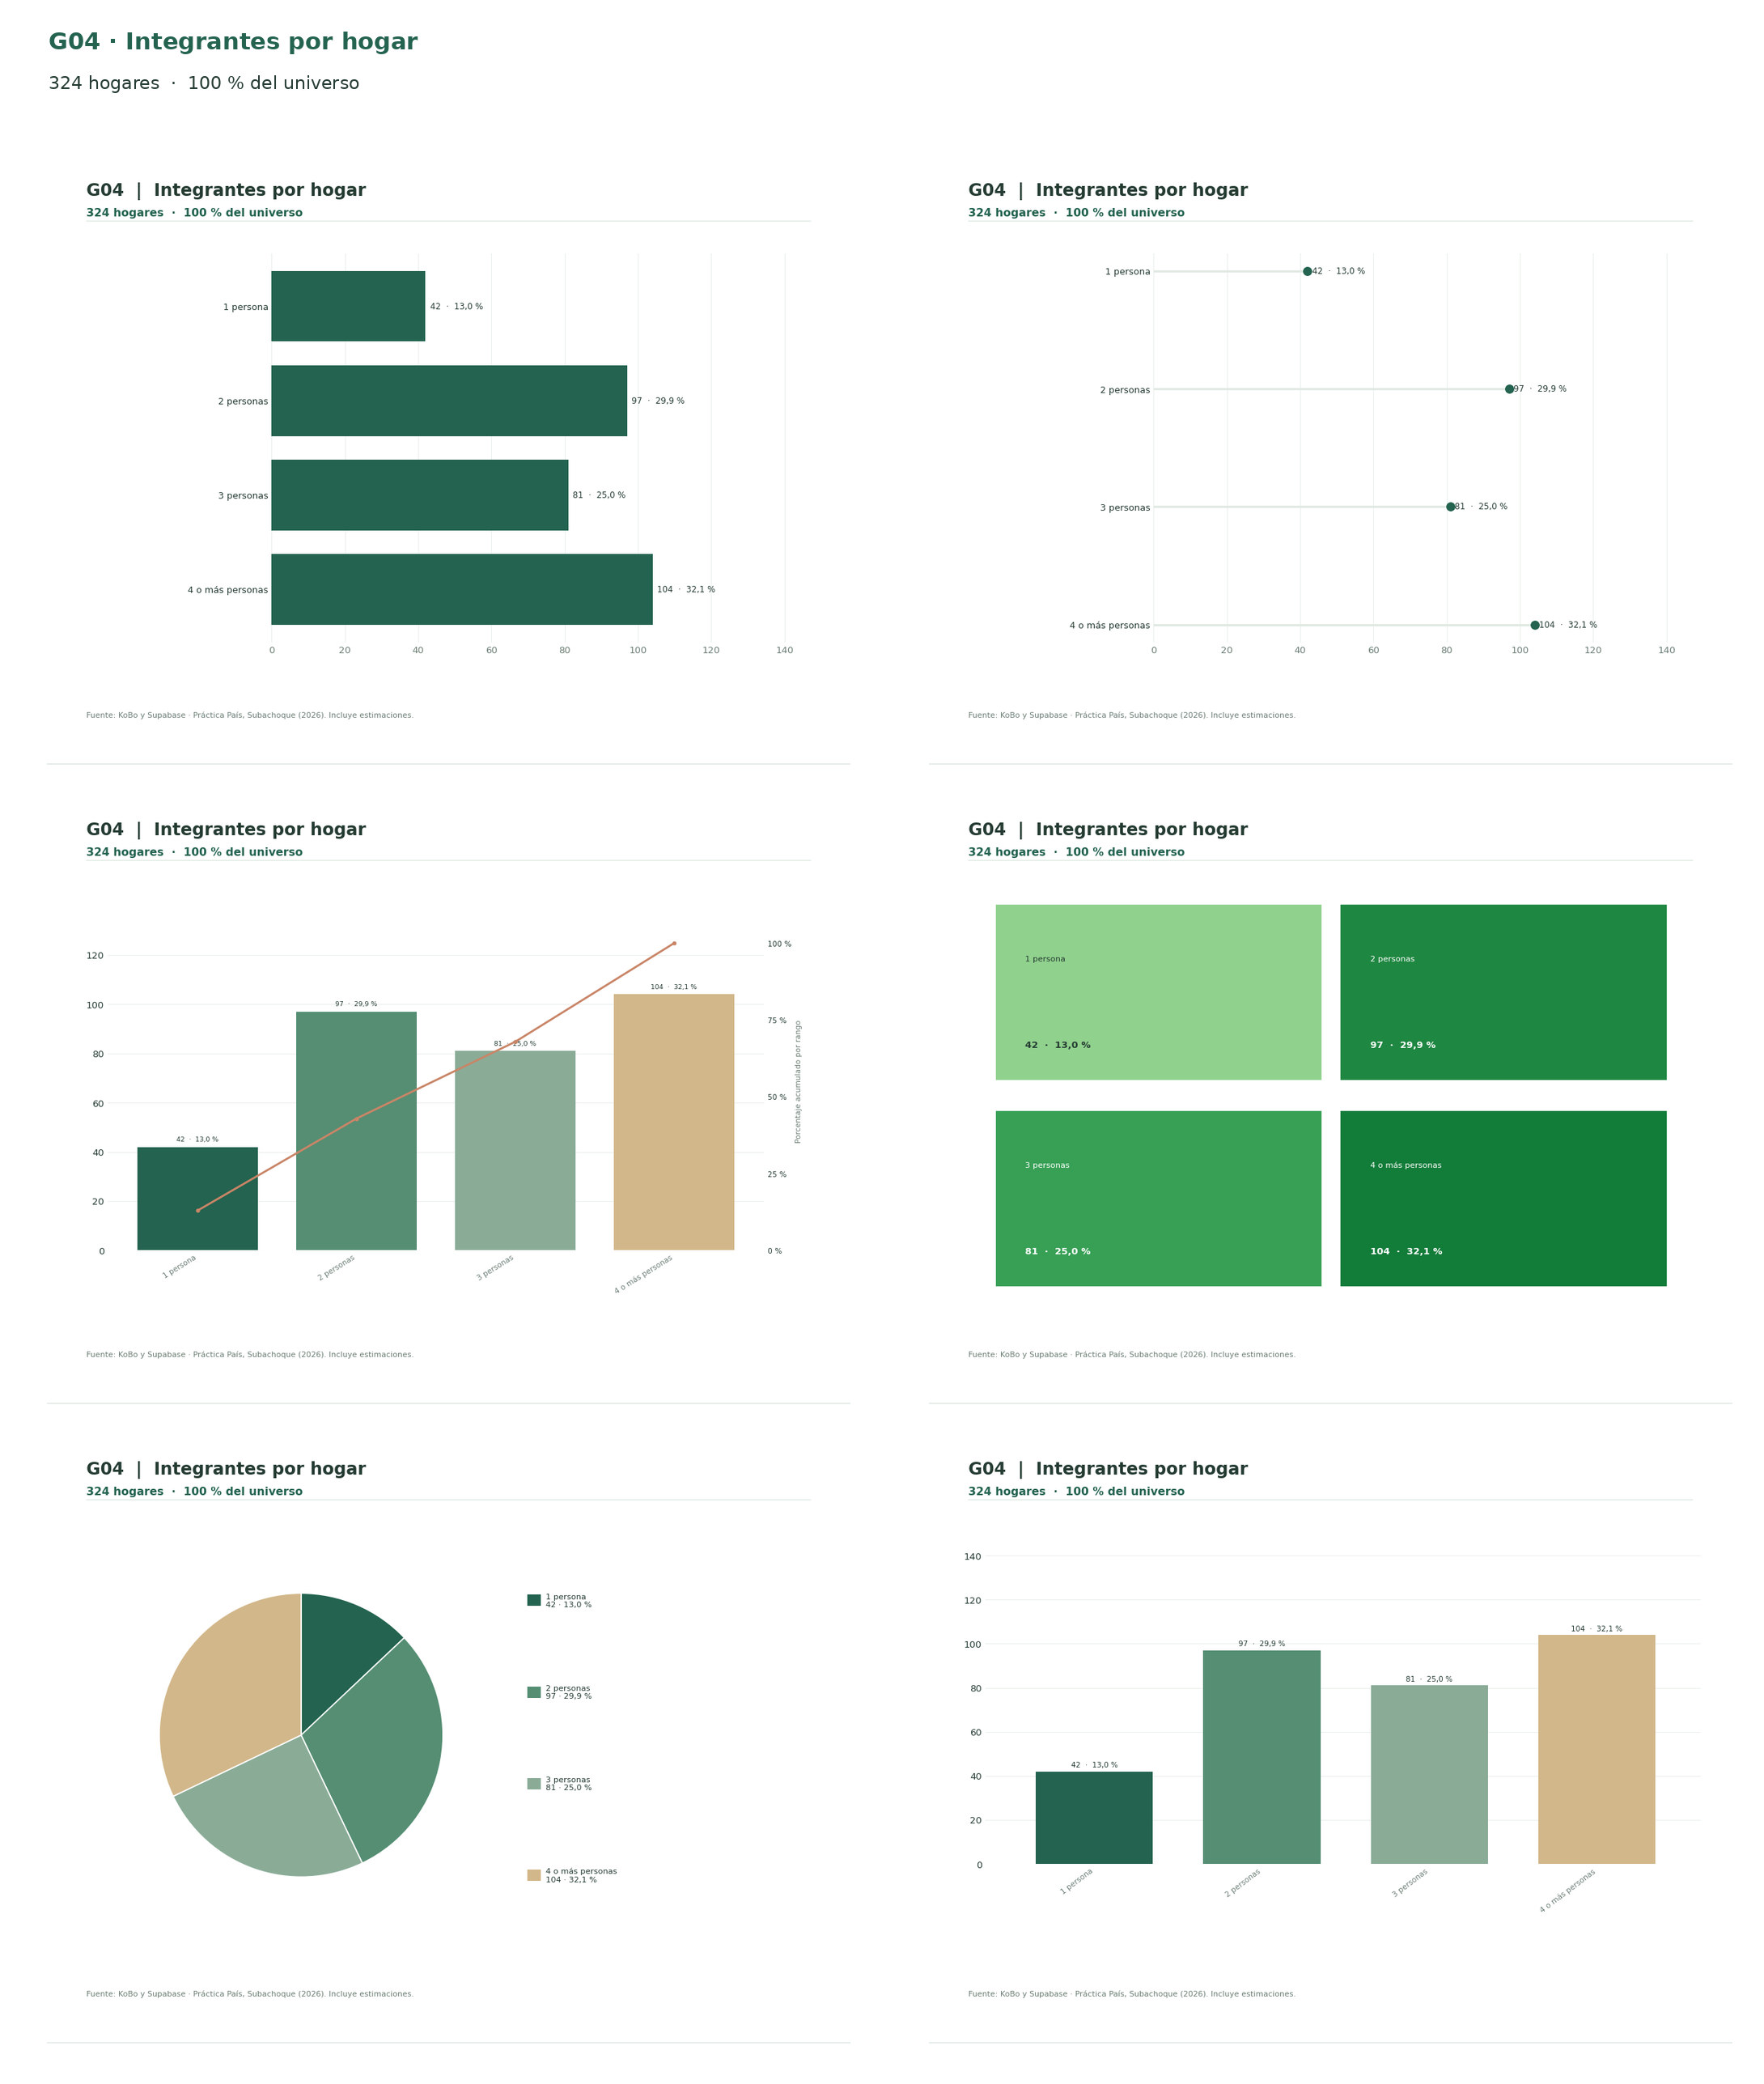 G04 · Integrantes por hogar
324 hogares · 100 % del universo
G04 | Integrantes por hogar
324 hogares · 100 % del universo
1 persona
42 · 13,0 %
2 personas
97 · 29,9 %
3 personas
81 · 25,0 %
4 o más personas
104 · 32,1 %
0 20 40 60 80 100 120 140
Fuente: KoBo y Supabase · Práctica País, Subachoque (2026). Incluye estimaciones.
G04 | Integrantes por hogar
324 hogares · 100 % del universo
1 persona
42 · 13,0 %
2 personas
97 · 29,9 %
3 personas
81 · 25,0 %
4 o más personas
104 · 32,1 %
0 20 40 60 80 100 120 140
Fuente: KoBo y Supabase · Práctica País, Subachoque (2026). Incluye estimaciones.
G04 | Integrantes por hogar
324 hogares · 100 % del universo
120
100
80
60
40
20
0
42 · 13,0 %
97 · 29,9 %
81 · 25,0 %
104 · 32,1 %
100 %
75 %
50 %
25 %
0 %
Porcentaje acumulado por rango
1 persona
2 personas
3 personas
4 o más personas
Fuente: KoBo y Supabase · Práctica País, Subachoque (2026). Incluye estimaciones.
G04 | Integrantes por hogar
324 hogares · 100 % del universo
1 persona
42 · 13,0 %
2 personas
97 · 29,9 %
3 personas
81 · 25,0 %
4 o más personas
104 · 32,1 %
Fuente: KoBo y Supabase · Práctica País, Subachoque (2026). Incluye estimaciones.
G04 | Integrantes por hogar
324 hogares · 100 % del universo
1 persona
42 · 13,0 %
2 personas
97 · 29,9 %
3 personas
81 · 25,0 %
4 o más personas
104 · 32,1 %
Fuente: KoBo y Supabase · Práctica País, Subachoque (2026). Incluye estimaciones.
G04 | Integrantes por hogar
324 hogares · 100 % del universo
140
120
100
80
60
40
20
0
42 · 13,0 %
97 · 29,9 %
81 · 25,0 %
104 · 32,1 %
1 persona
2 personas
3 personas
4 o más personas
Fuente: KoBo y Supabase · Práctica País, Subachoque (2026). Incluye estimaciones.